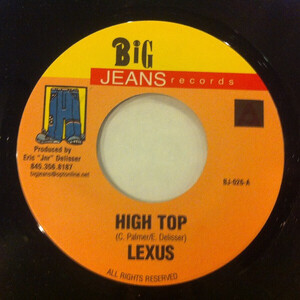 BiG
JEANS records
A
Produced by
Eric "Jer" Delisser
845.206.8187
bigjeans@optonline.net
BJ-026-A
HIGH TOP
(C. Palmer/E. Delisser)
LEXUS
ALL RIGHTS RESERVED